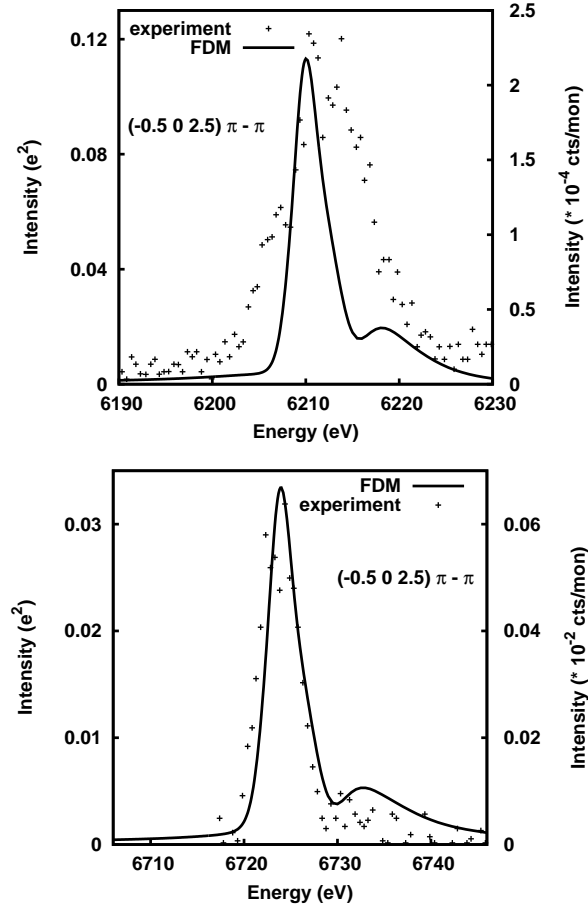 experiment
FDM
(-0.5 0 2.5) π - π
Intensity (e²)
0.12
0.08
0.04
0
2.5
2
1.5
1
0.5
0
Intensity (* 10⁻⁴ cts/mon)
6190 6200 6210 6220 6230
Energy (eV)
FDM
experiment
(-0.5 0 2.5) π - π
Intensity (e²)
0.03
0.02
0.01
0
0.06
0.04
0.02
0
Intensity (* 10⁻² cts/mon)
6710 6720 6730 6740
Energy (eV)